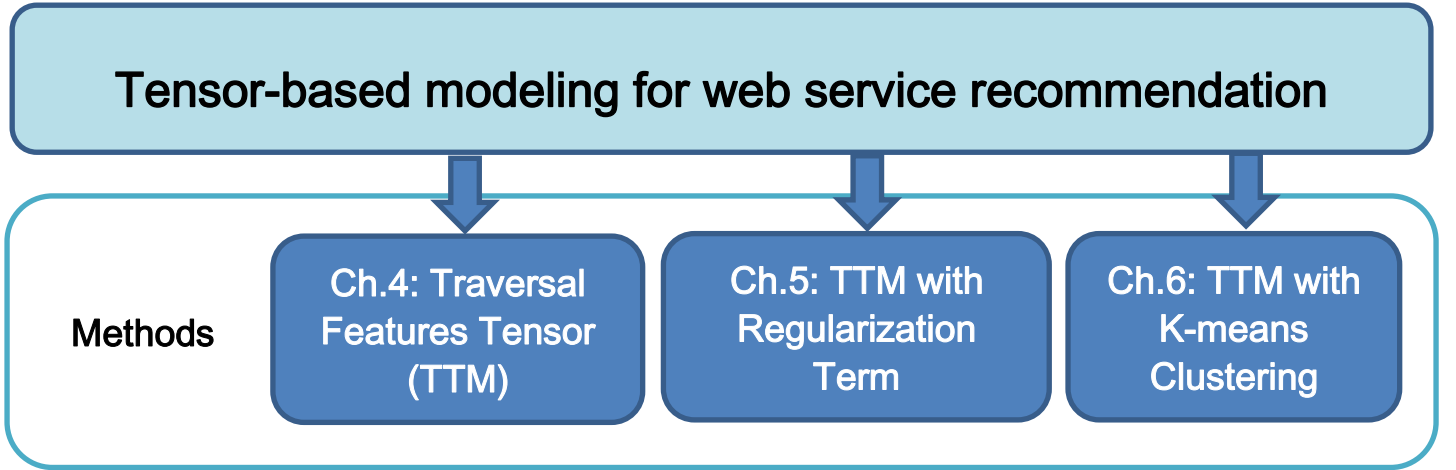 Tensor-based modeling for web service recommendation
Methods
Ch.4: Traversal
Features Tensor
(TTM)
Ch.5: TTM with
Regularization
Term
Ch.6: TTM with
K-means
Clustering